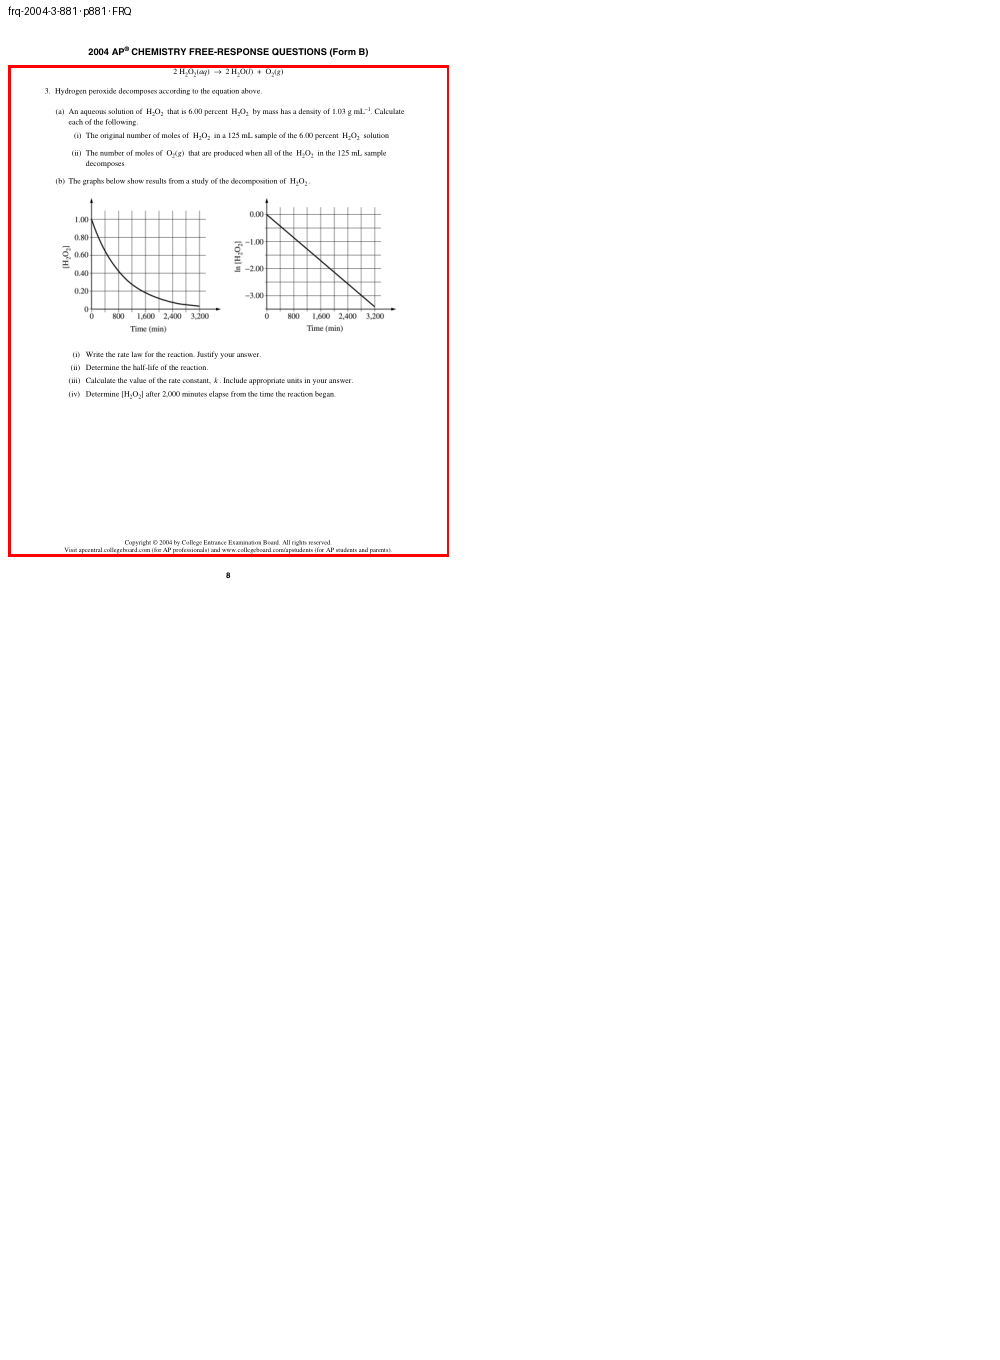 frq-2004-3-881 · p881 · FRQ
2004 AP® CHEMISTRY FREE-RESPONSE QUESTIONS (Form B)
2 H₂O₂(aq) → 2 H₂O(l) + O₂(g)
3. Hydrogen peroxide decomposes according to the equation above.
(a) An aqueous solution of H₂O₂ that is 6.00 percent H₂O₂ by mass has a density of 1.03 g mL⁻¹. Calculate
each of the following.
(i) The original number of moles of H₂O₂ in a 125 mL sample of the 6.00 percent H₂O₂ solution
(ii) The number of moles of O₂(g) that are produced when all of the H₂O₂ in the 125 mL sample
decomposes
(b) The graphs below show results from a study of the decomposition of H₂O₂.
[H₂O₂]
1.00
0.80
0.60
0.40
0.20
0
0 800 1,600 2,400 3,200
Time (min)
ln [H₂O₂]
0.00
−1.00
−2.00
−3.00
0 800 1,600 2,400 3,200
Time (min)
(i) Write the rate law for the reaction. Justify your answer.
(ii) Determine the half-life of the reaction.
(iii) Calculate the value of the rate constant, k. Include appropriate units in your answer.
(iv) Determine [H₂O₂] after 2,000 minutes elapse from the time the reaction began.
Copyright © 2004 by College Entrance Examination Board. All rights reserved.
Visit apcentral.collegeboard.com (for AP professionals) and www.collegeboard.com/apstudents (for AP students and parents).
8